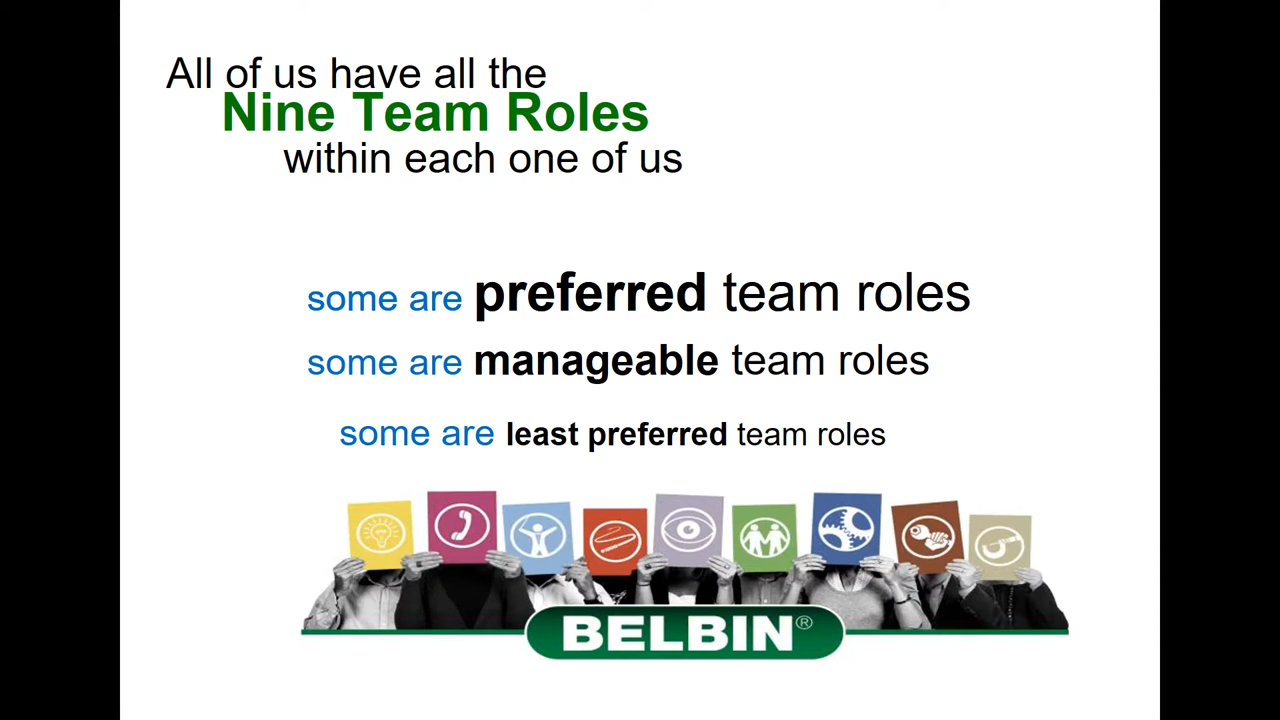 All of us have all the
Nine Team Roles
within each one of us
some are preferred team roles
some are manageable team roles
some are least preferred team roles
BELBIN®